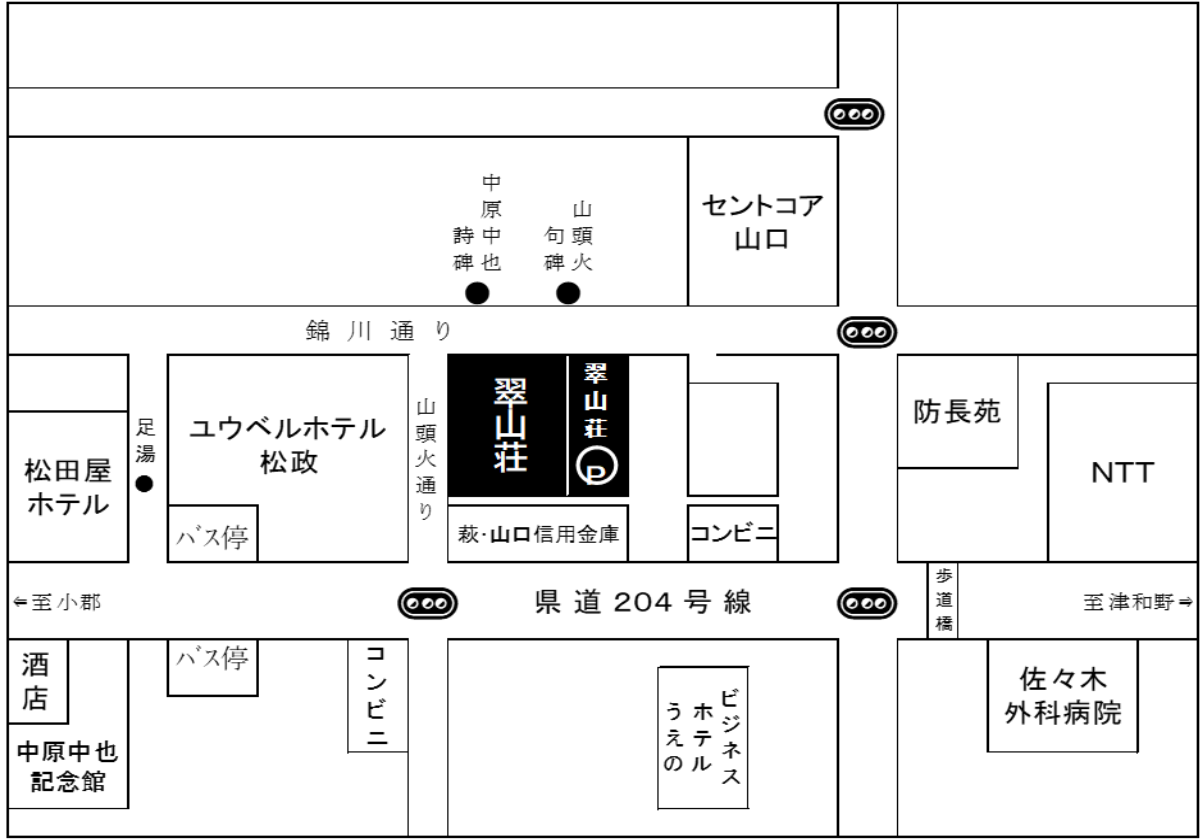 セントコア
山口
中原中也
詩碑
山頭火
句碑
錦川通り
松田屋
ホテル
足湯
ユウベルホテル
松政
バス停
山頭火通り
翠山荘
翠山荘
P
萩・山口信用金庫
コンビニ
防長苑
NTT
⇐至小郡
県道204号線
歩道橋
至津和野⇒
酒店
中原中也
記念館
バス停
コンビニ
ビジネス
ホテル
うえの
佐々木
外科病院